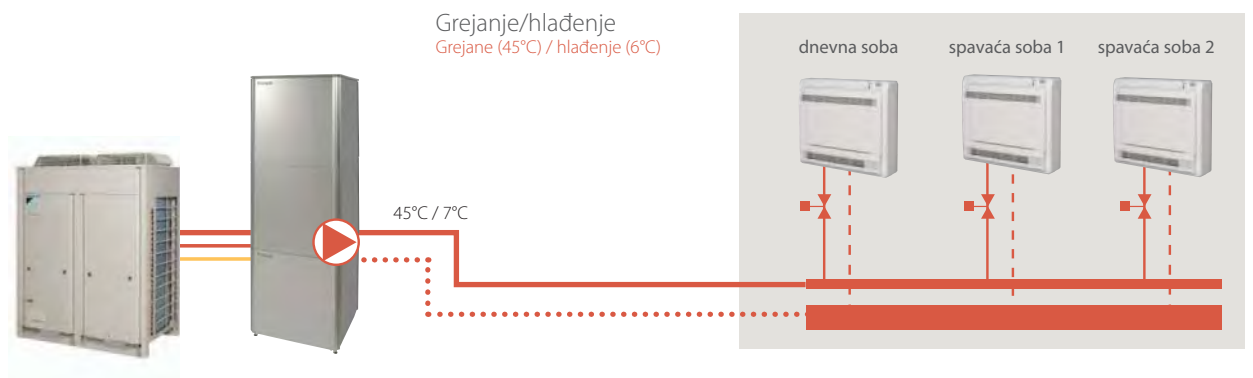 Grejanje/hlađenje
Grejane (45°C) / hlađenje (6°C)
dnevna soba
spavaća soba 1
spavaća soba 2
45°C / 7°C